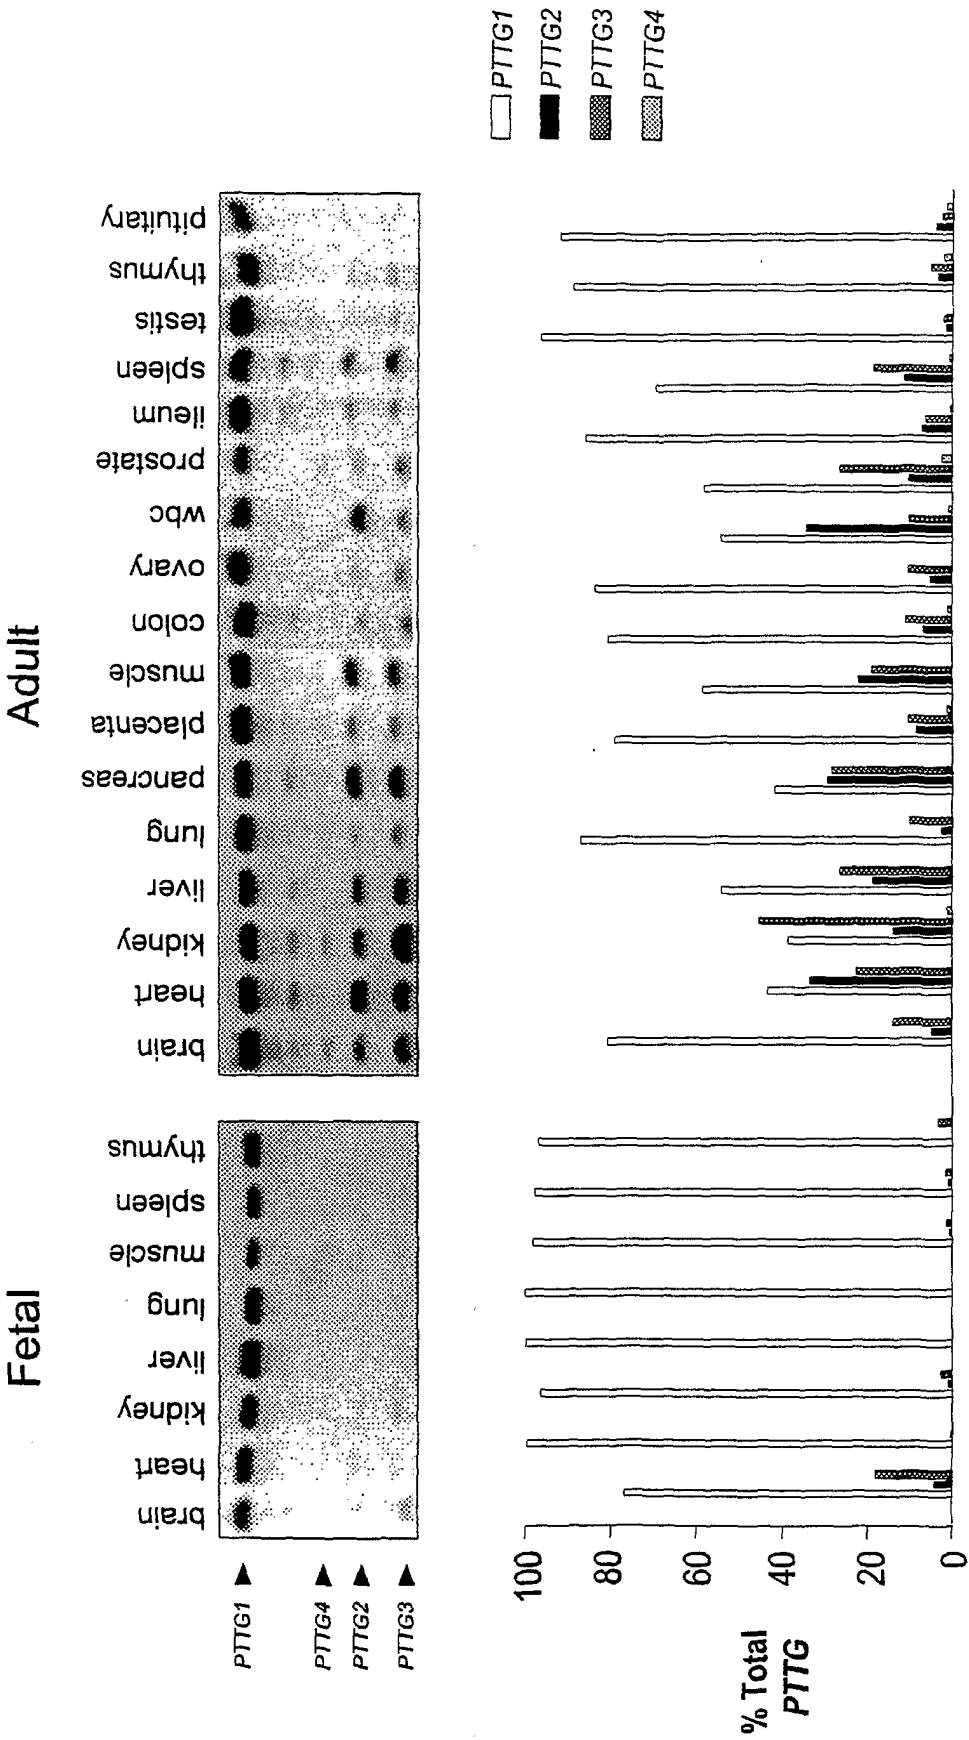 Fetal
Adult
brain
heart
kidney
liver
lung
muscle
spleen
thymus
brain
heart
kidney
liver
lung
pancreas
placenta
muscle
colon
ovary
wbc
prostate
ileum
spleen
testis
thymus
pituitary
PTTG1
PTTG4
PTTG2
PTTG3
% Total
PTTG
100
80
60
40
20
0
PTTG1
PTTG2
PTTG3
PTTG4